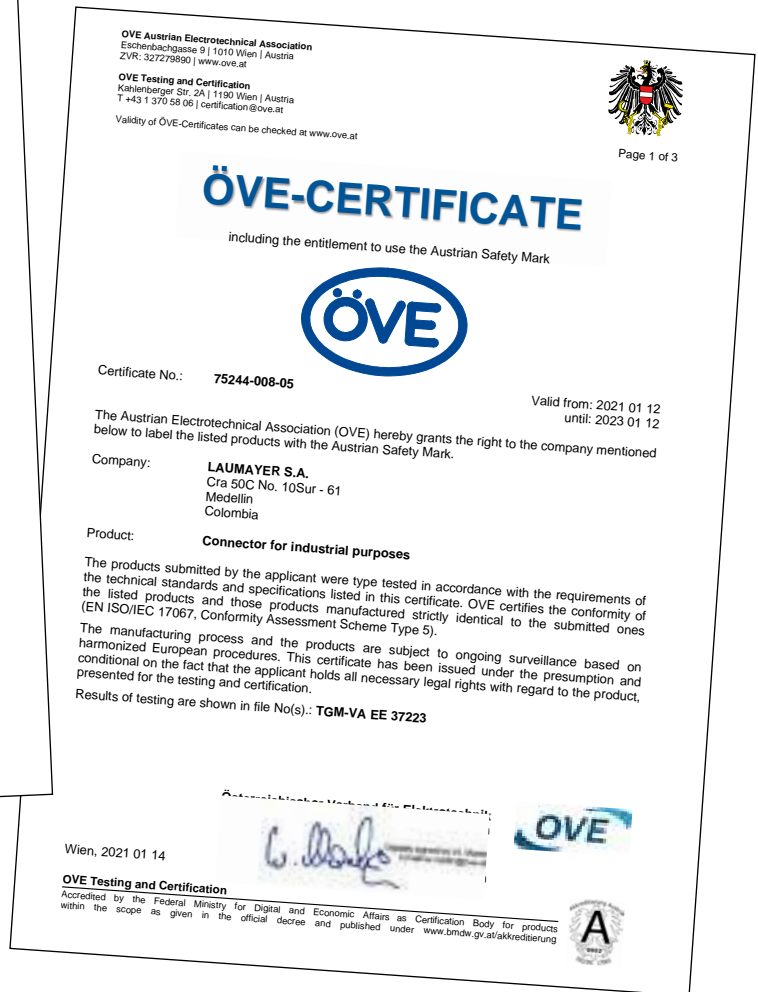 OVE Austrian Electrotechnical Association
Eschenbachgasse 9 | 1010 Wien | Austria
ZVR: 327279890 | www.ove.at
OVE Testing and Certification
Kahlenberger Str. 2A | 1190 Wien | Austria
T +43 1 370 58 06 | certification@ove.at
Validity of ÖVE-Certificates can be checked at www.ove.at
Page 1 of 3
ÖVE-CERTIFICATE
including the entitlement to use the Austrian Safety Mark
ÖVE
Certificate No.: 75244-008-05
Valid from: 2021 01 12
until: 2023 01 12
The Austrian Electrotechnical Association (OVE) hereby grants the right to the company mentioned
below to label the listed products with the Austrian Safety Mark.
Company: LAUMAYER S.A.
Cra 50C No. 10Sur - 61
Medellin
Colombia
Product: Connector for industrial purposes
The products submitted by the applicant were type tested in accordance with the requirements of
the technical standards and specifications listed in this certificate. OVE certifies the conformity of
the listed products and those products manufactured strictly identical to the submitted ones
(EN ISO/IEC 17067, Conformity Assessment Scheme Type 5).
The manufacturing process and the products are subject to ongoing surveillance based on
harmonized European procedures. This certificate has been issued under the presumption and
conditional on the fact that the applicant holds all necessary legal rights with regard to the product,
presented for the testing and certification.
Results of testing are shown in file No(s).: TGM-VA EE 37223
Österreichischer Verband für Elektrotechnik
OVE
Wien, 2021 01 14
OVE Testing and Certification
Accredited by the Federal Ministry for Digital and Economic Affairs as Certification Body for products
within the scope as given in the official decree and published under www.bmdw.gv.at/akkreditierung
A